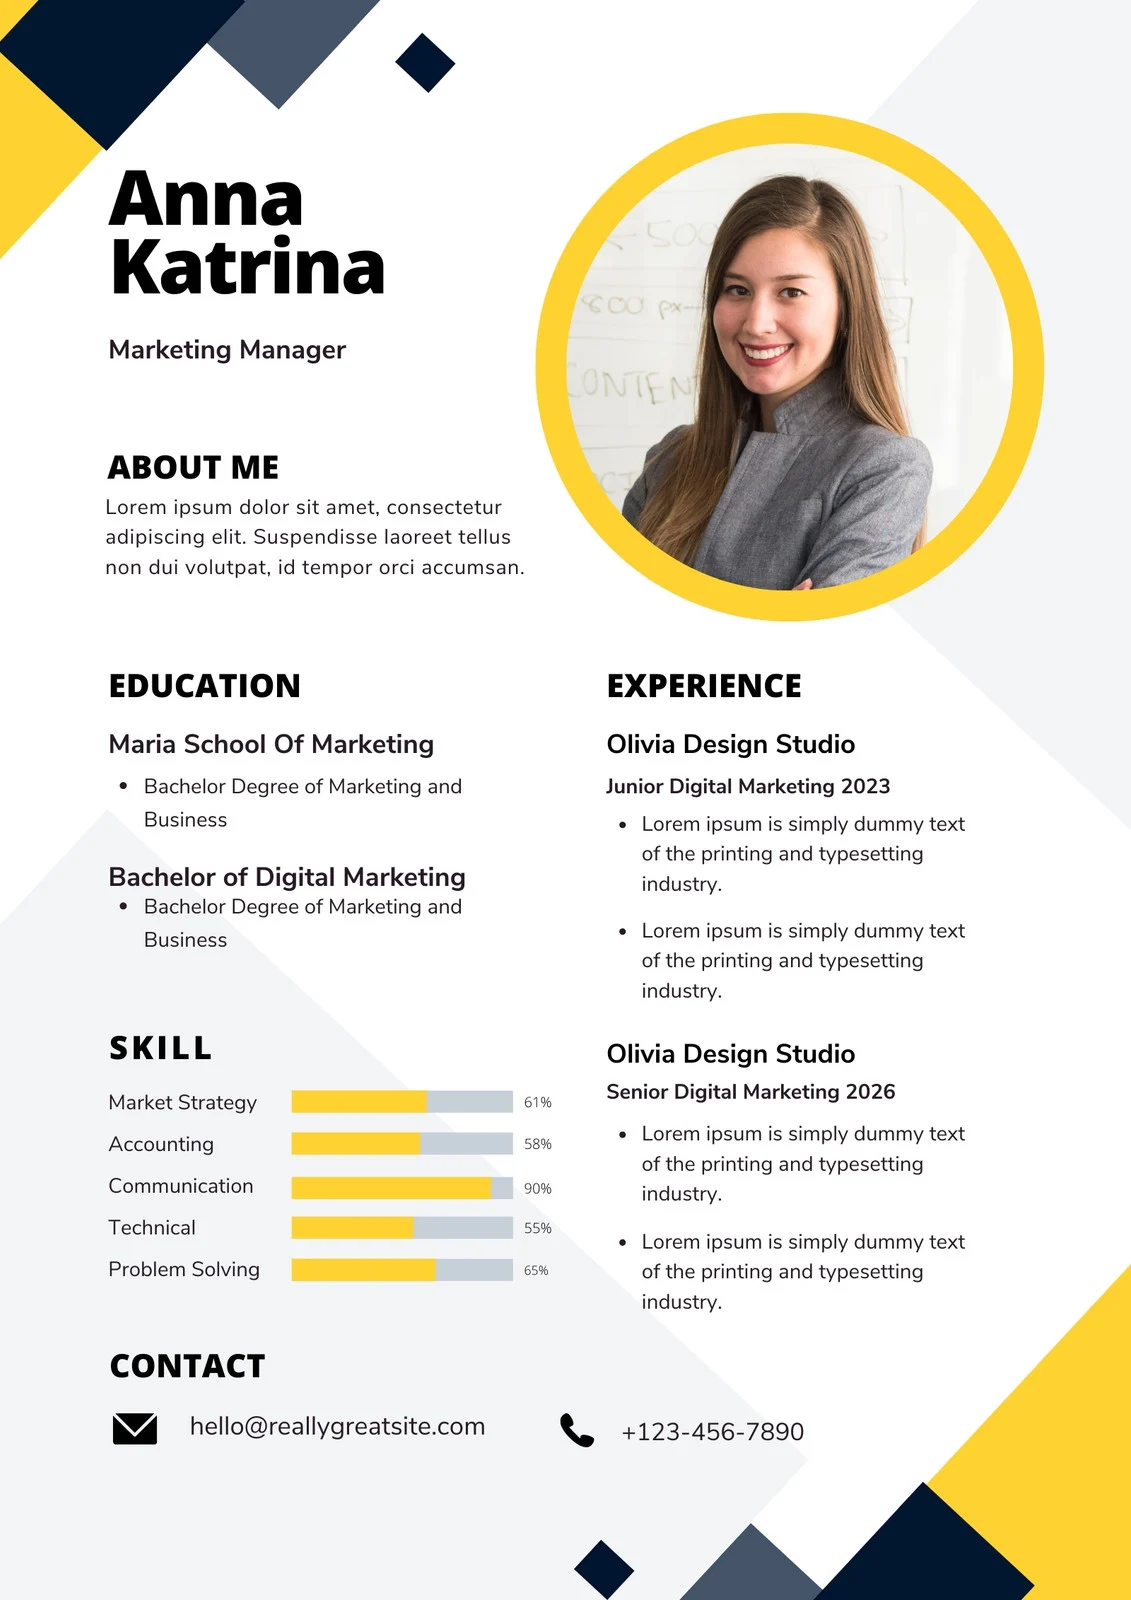 Anna
Katrina
Marketing Manager
ABOUT ME
Lorem ipsum dolor sit amet, consectetur
adipiscing elit. Suspendisse laoreet tellus
non dui volutpat, id tempor orci accumsan.
500
800 px
CONTENT
EDUCATION
Maria School Of Marketing
• Bachelor Degree of Marketing and
Business
Bachelor of Digital Marketing
• Bachelor Degree of Marketing and
Business
SKILL
Market Strategy 61%
Accounting 58%
Communication 90%
Technical 55%
Problem Solving 65%
EXPERIENCE
Olivia Design Studio
Junior Digital Marketing 2023
• Lorem ipsum is simply dummy text
of the printing and typesetting
industry.
• Lorem ipsum is simply dummy text
of the printing and typesetting
industry.
Olivia Design Studio
Senior Digital Marketing 2026
• Lorem ipsum is simply dummy text
of the printing and typesetting
industry.
• Lorem ipsum is simply dummy text
of the printing and typesetting
industry.
CONTACT
hello@reallygreatsite.com
+123-456-7890